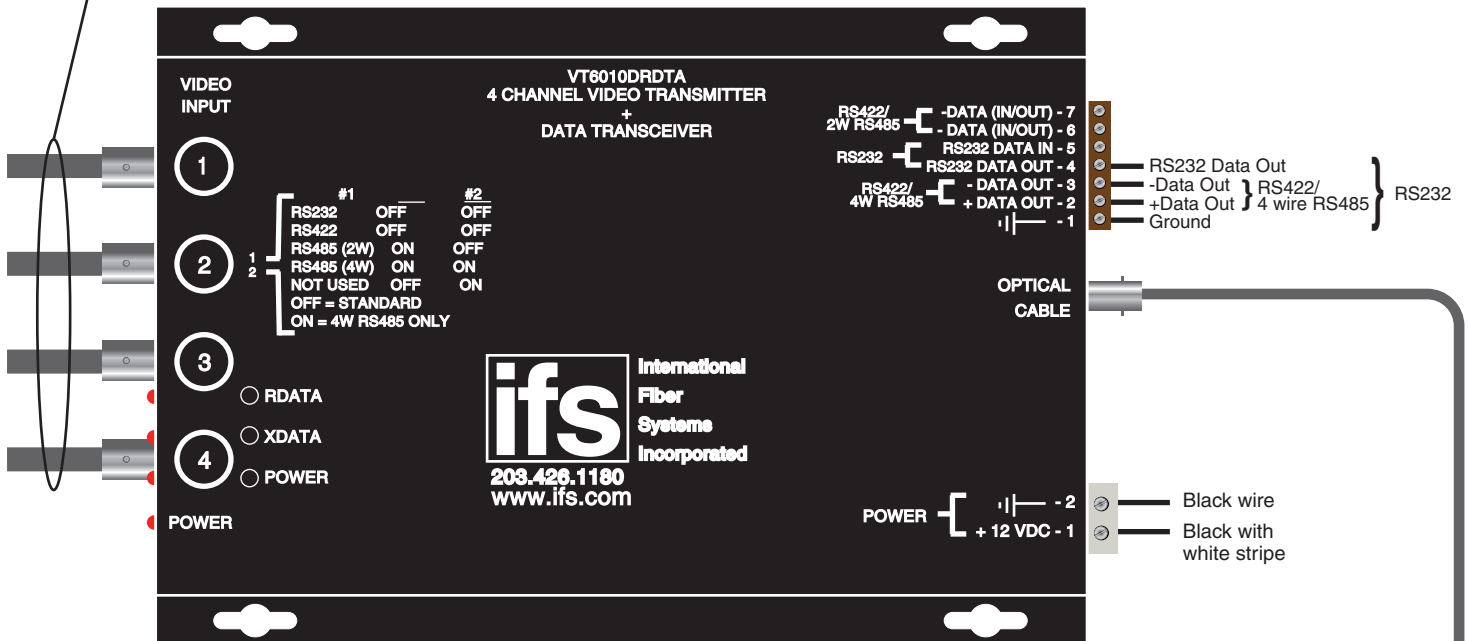 VT6010DRDTA
4 CHANNEL VIDEO TRANSMITTER
+
DATA TRANSCEIVER
VIDEO
INPUT
1
2
3
4
#1 #2
RS232 OFF OFF
RS422 OFF OFF
RS485 (2W) ON OFF
RS485 (4W) ON ON
NOT USED OFF ON
OFF = STANDARD
ON = 4W RS485 ONLY
1
2
RDATA
XDATA
POWER
POWER
ifs
International
Fiber
Systems
Incorporated
203.426.1180
www.ifs.com
RS422/
2W RS485
-DATA (IN/OUT) - 7
- DATA (IN/OUT) - 6
RS232
RS232 DATA IN - 5
RS232 DATA OUT - 4
RS422/
4W RS485
- DATA OUT - 3
+ DATA OUT - 2
- 1
RS232 Data Out
-Data Out
+Data Out
Ground
RS422/
4 wire RS485
RS232
OPTICAL
CABLE
POWER
- 2
+ 12 VDC - 1
Black wire
Black with
white stripe